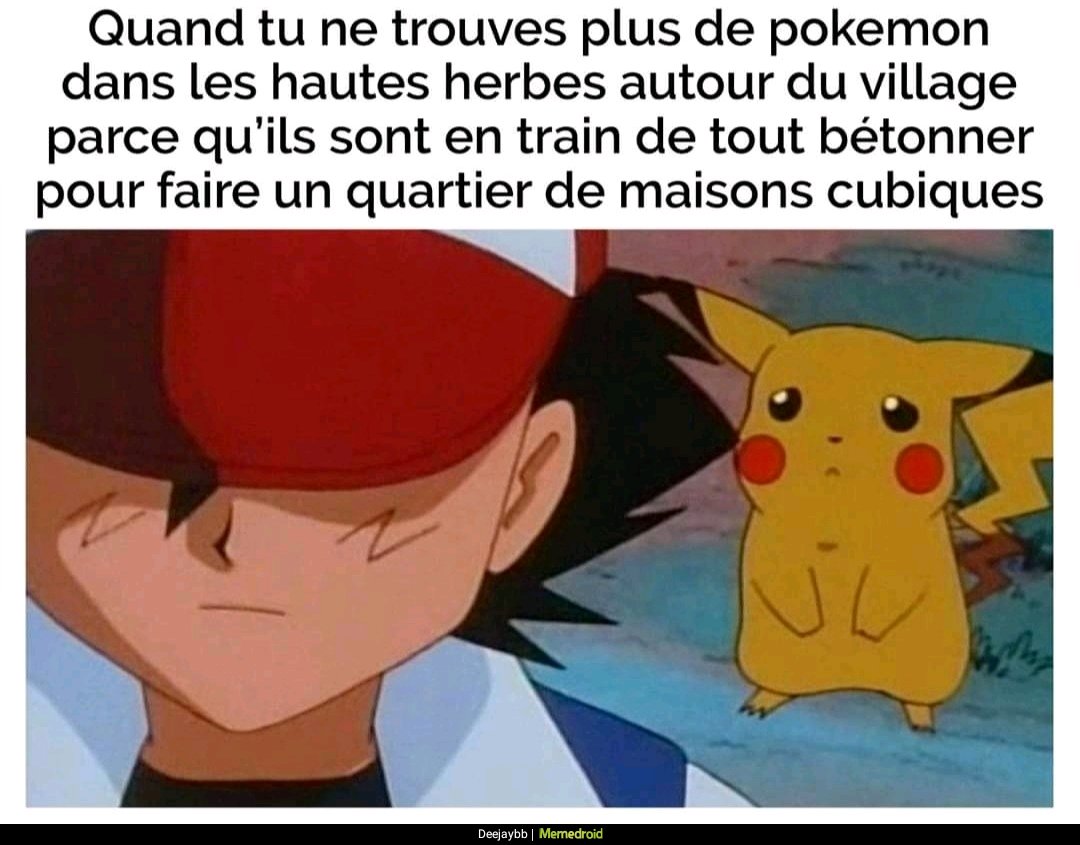 Quand tu ne trouves plus de pokemon
dans les hautes herbes autour du village
parce qu'ils sont en train de tout bétonner
pour faire un quartier de maisons cubiques
Deejaybb | Memedroid